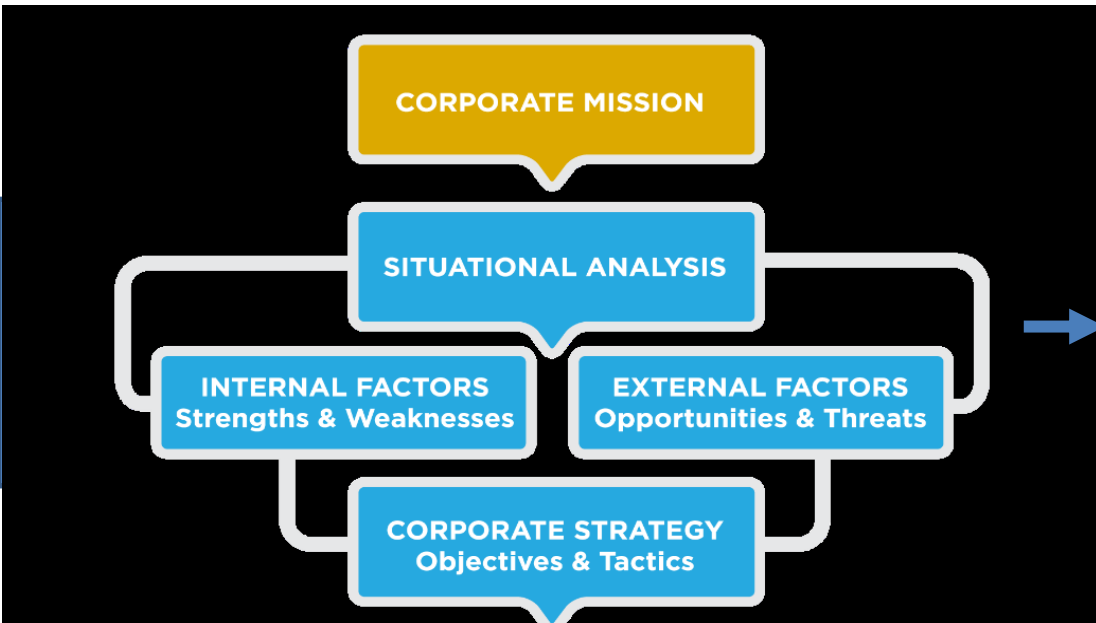 CORPORATE MISSION
SITUATIONAL ANALYSIS
INTERNAL FACTORS
Strengths & Weaknesses
EXTERNAL FACTORS
Opportunities & Threats
CORPORATE STRATEGY
Objectives & Tactics